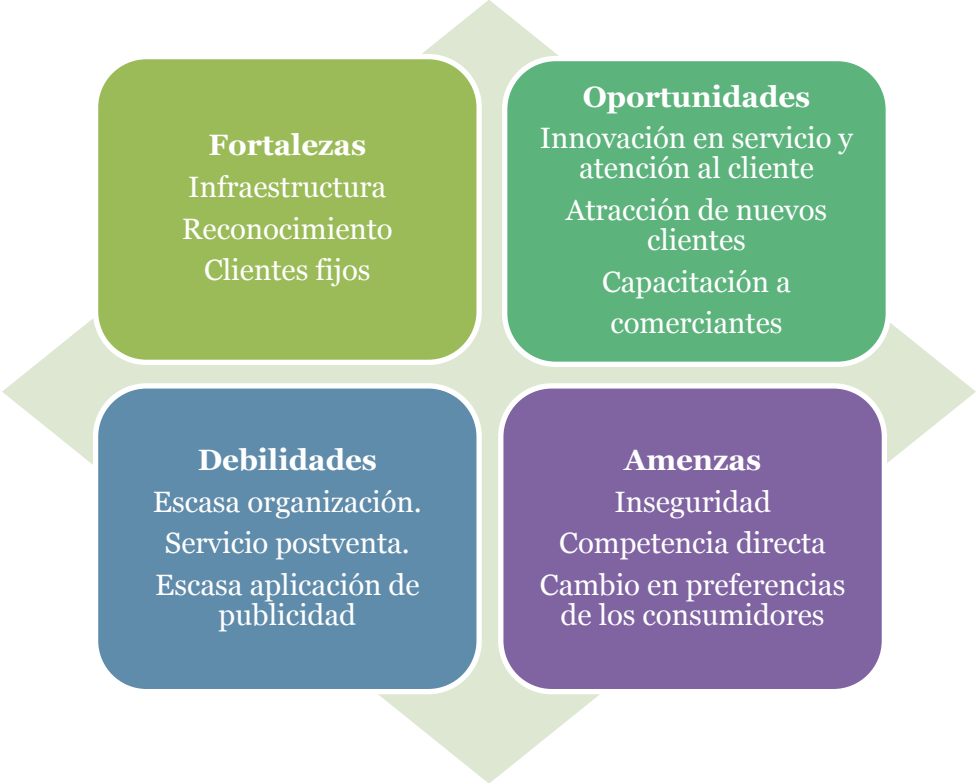 Fortalezas
Infraestructura
Reconocimiento
Clientes fijos
Oportunidades
Innovación en servicio y
atención al cliente
Atracción de nuevos
clientes
Capacitación a
comerciantes
Debilidades
Escasa organización.
Servicio postventa.
Escasa aplicación de
publicidad
Amenzas
Inseguridad
Competencia directa
Cambio en preferencias
de los consumidores